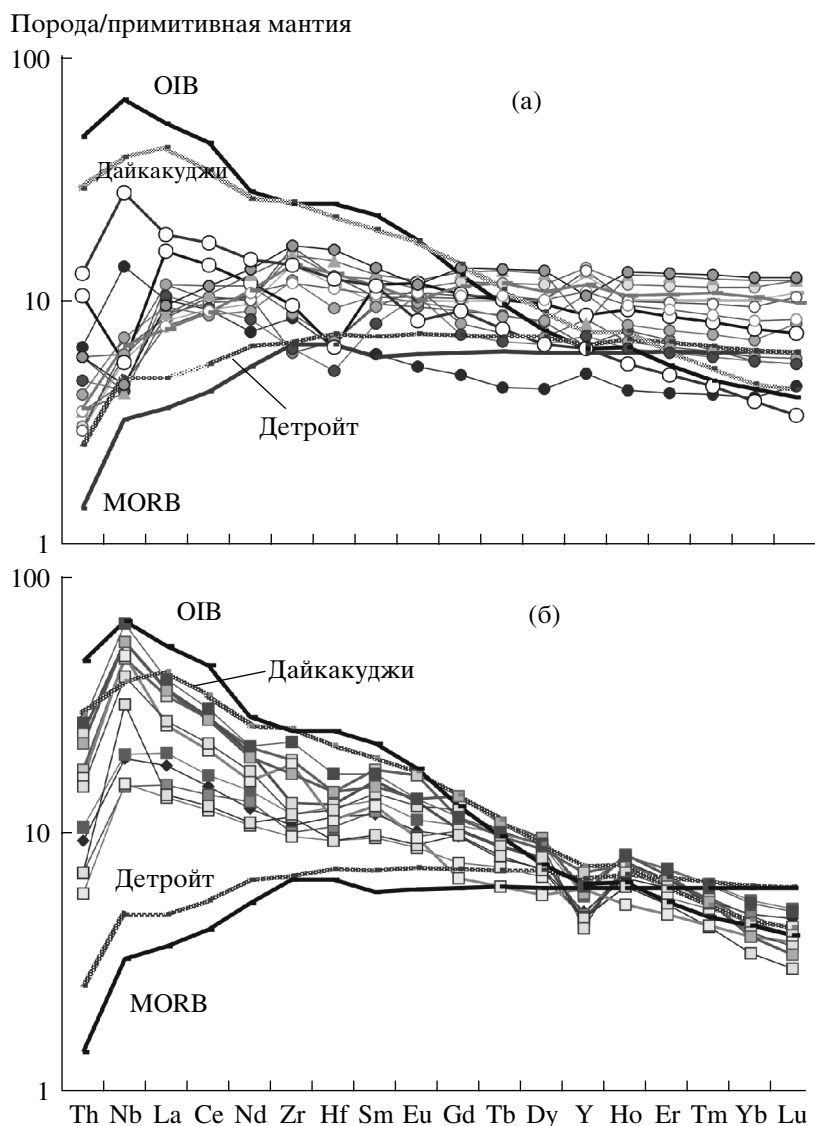 Порода/примитивная мантия
100
OIB
(а)
Дайкакуджи
10
Детройт
MORB
1
100
OIB
(б)
Дайкакуджи
10
Детройт
MORB
1
Th Nb La Ce Nd Zr Hf Sm Eu Gd Tb Dy Y Ho Er Tm Yb Lu